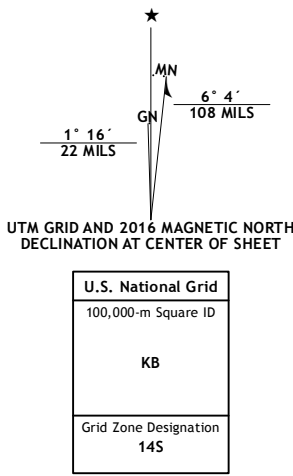 ★
MN
GN
6° 4´
108 MILS
1° 16´
22 MILS
UTM GRID AND 2016 MAGNETIC NORTH
DECLINATION AT CENTER OF SHEET
U.S. National Grid
100,000-m Square ID
KB
Grid Zone Designation
14S